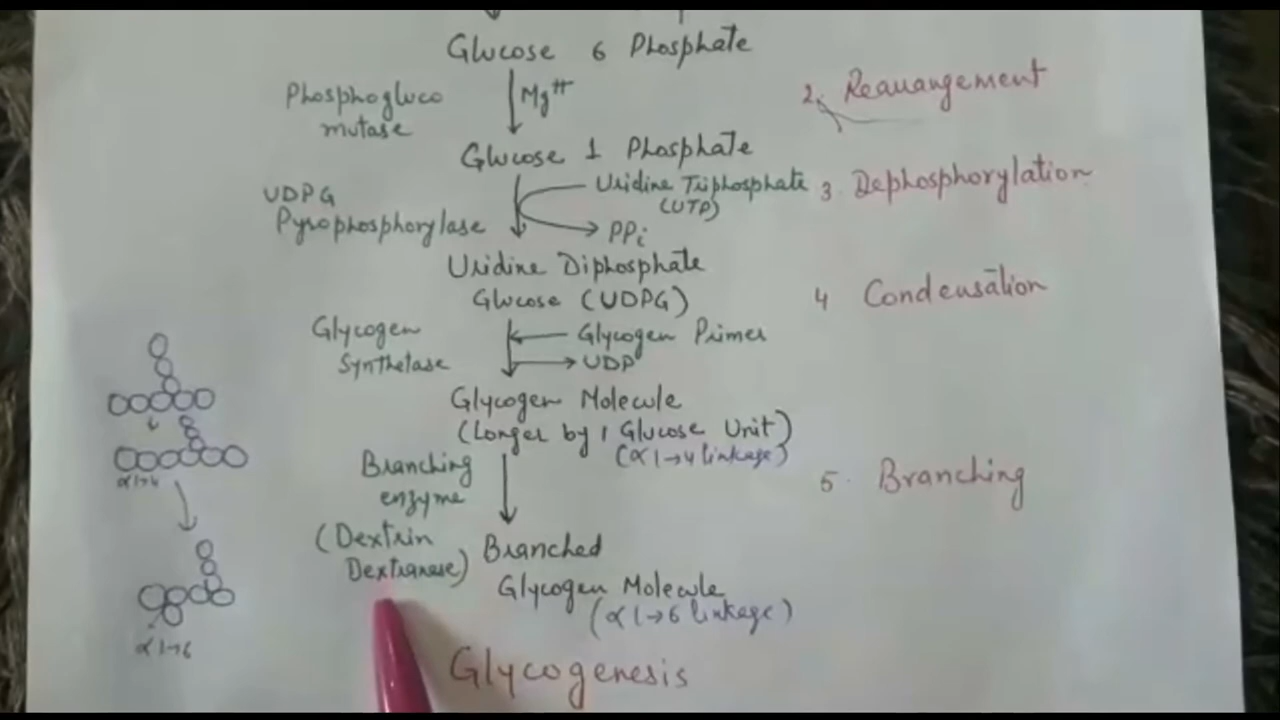 Glucose 6 Phosphate
Phosphogluco
mutase
Mg++
2. Rearrangement
Glucose 1 Phosphate
UDPG
Pyrophosphorylase
Uridine Triphosphate
(UTP)
PPi
3. Dephosphorylation
Uridine Diphosphate
Glucose (UDPG)
4 Condensation
Glycogen
Synthetase
Glycogen Primer
UDP
Glycogen Molecule
(Longer by 1 Glucose Unit)
(α 1→4 linkage)
Branching
enzyme
(Dextrin
Dextranase)
5. Branching
Branched
Glycogen Molecule
(α 1→6 linkage)
α 1→4
α 1→6
Glycogenesis